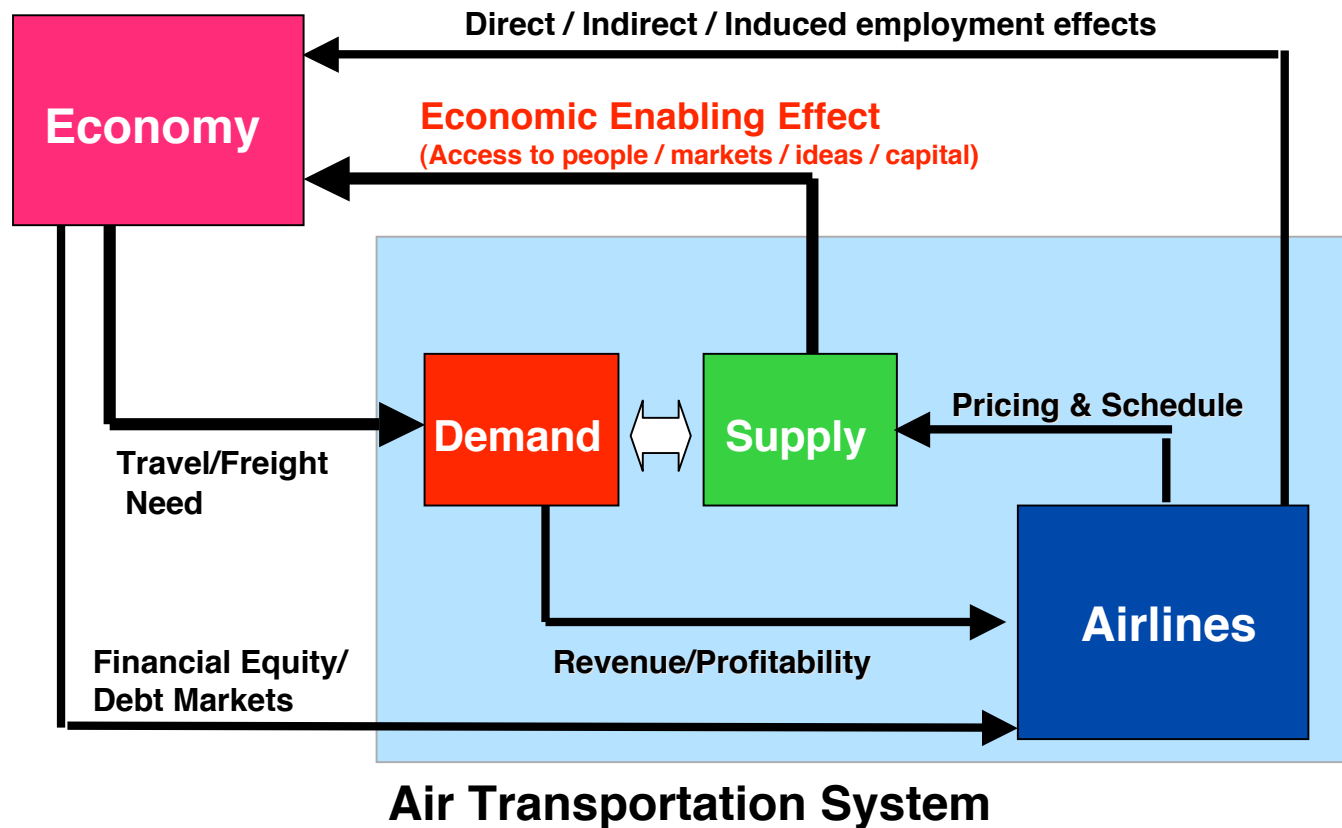 Direct / Indirect / Induced employment effects
Economy
Economic Enabling Effect
(Access to people / markets / ideas / capital)
Demand
Supply
Pricing & Schedule
Travel/Freight
Need
Airlines
Financial Equity/
Debt Markets
Revenue/Profitability
Air Transportation System